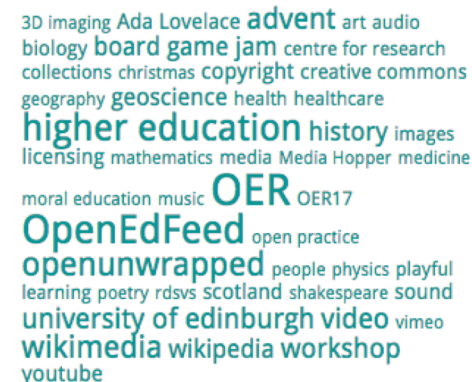 3D imaging Ada Lovelace advent art audio
biology board game jam centre for research
collections christmas copyright creative commons
geography geoscience health healthcare
higher education history images
licensing mathematics media Media Hopper medicine
moral education music OER OER17
OpenEdFeed open practice
openunwrapped people physics playful
learning poetry rdsvs scotland shakespeare sound
university of edinburgh video vimeo
wikimedia wikipedia workshop
youtube